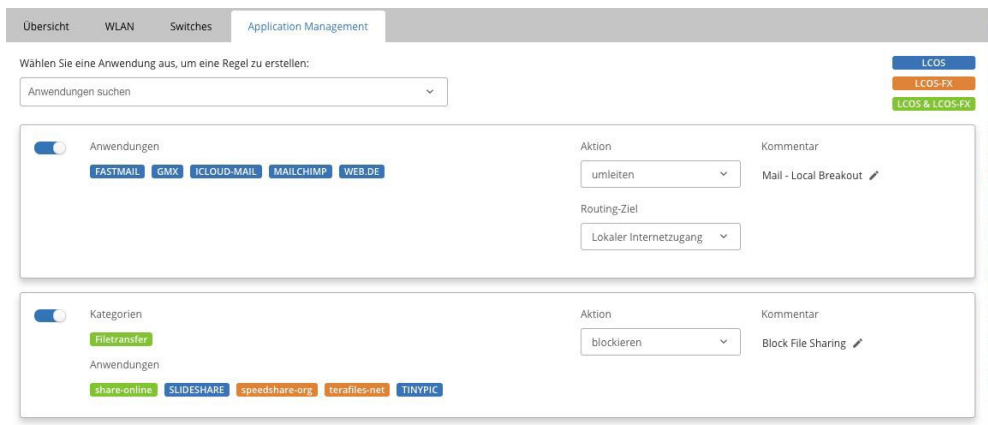 Übersicht WLAN Switches Application Management
Wählen Sie eine Anwendung aus, um eine Regel zu erstellen:
Anwendungen suchen
LCOS
LCOS-FX
LCOS & LCOS-FX
Anwendungen Aktion Kommentar
FASTMAIL GMX ICLOUD-MAIL MAILCHIMP WEB.DE umleiten Mail - Local Breakout
Routing-Ziel
Lokaler Internetzugang
Kategorien Aktion Kommentar
Filetransfer blockieren Block File Sharing
Anwendungen
share-online SLIDESHARE speedshare-org terafiles-net TINYPIC